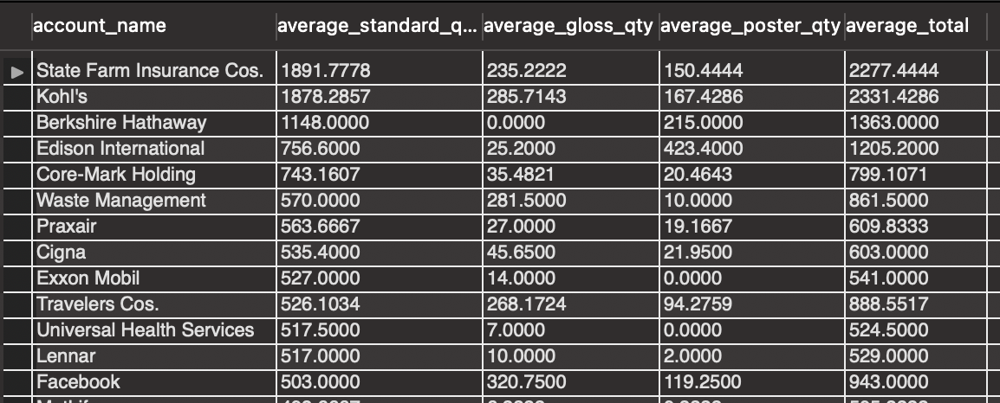 account_name average_standard_q... average_gloss_qty average_poster_qty average_total
State Farm Insurance Cos. 1891.7778 235.2222 150.4444 2277.4444
Kohl's 1878.2857 285.7143 167.4286 2331.4286
Berkshire Hathaway 1148.0000 0.0000 215.0000 1363.0000
Edison International 756.6000 25.2000 423.4000 1205.2000
Core-Mark Holding 743.1607 35.4821 20.4643 799.1071
Waste Management 570.0000 281.5000 10.0000 861.5000
Praxair 563.6667 27.0000 19.1667 609.8333
Cigna 535.4000 45.6500 21.9500 603.0000
Exxon Mobil 527.0000 14.0000 0.0000 541.0000
Travelers Cos. 526.1034 268.1724 94.2759 888.5517
Universal Health Services 517.5000 7.0000 0.0000 524.5000
Lennar 517.0000 10.0000 2.0000 529.0000
Facebook 503.0000 320.7500 119.2500 943.0000